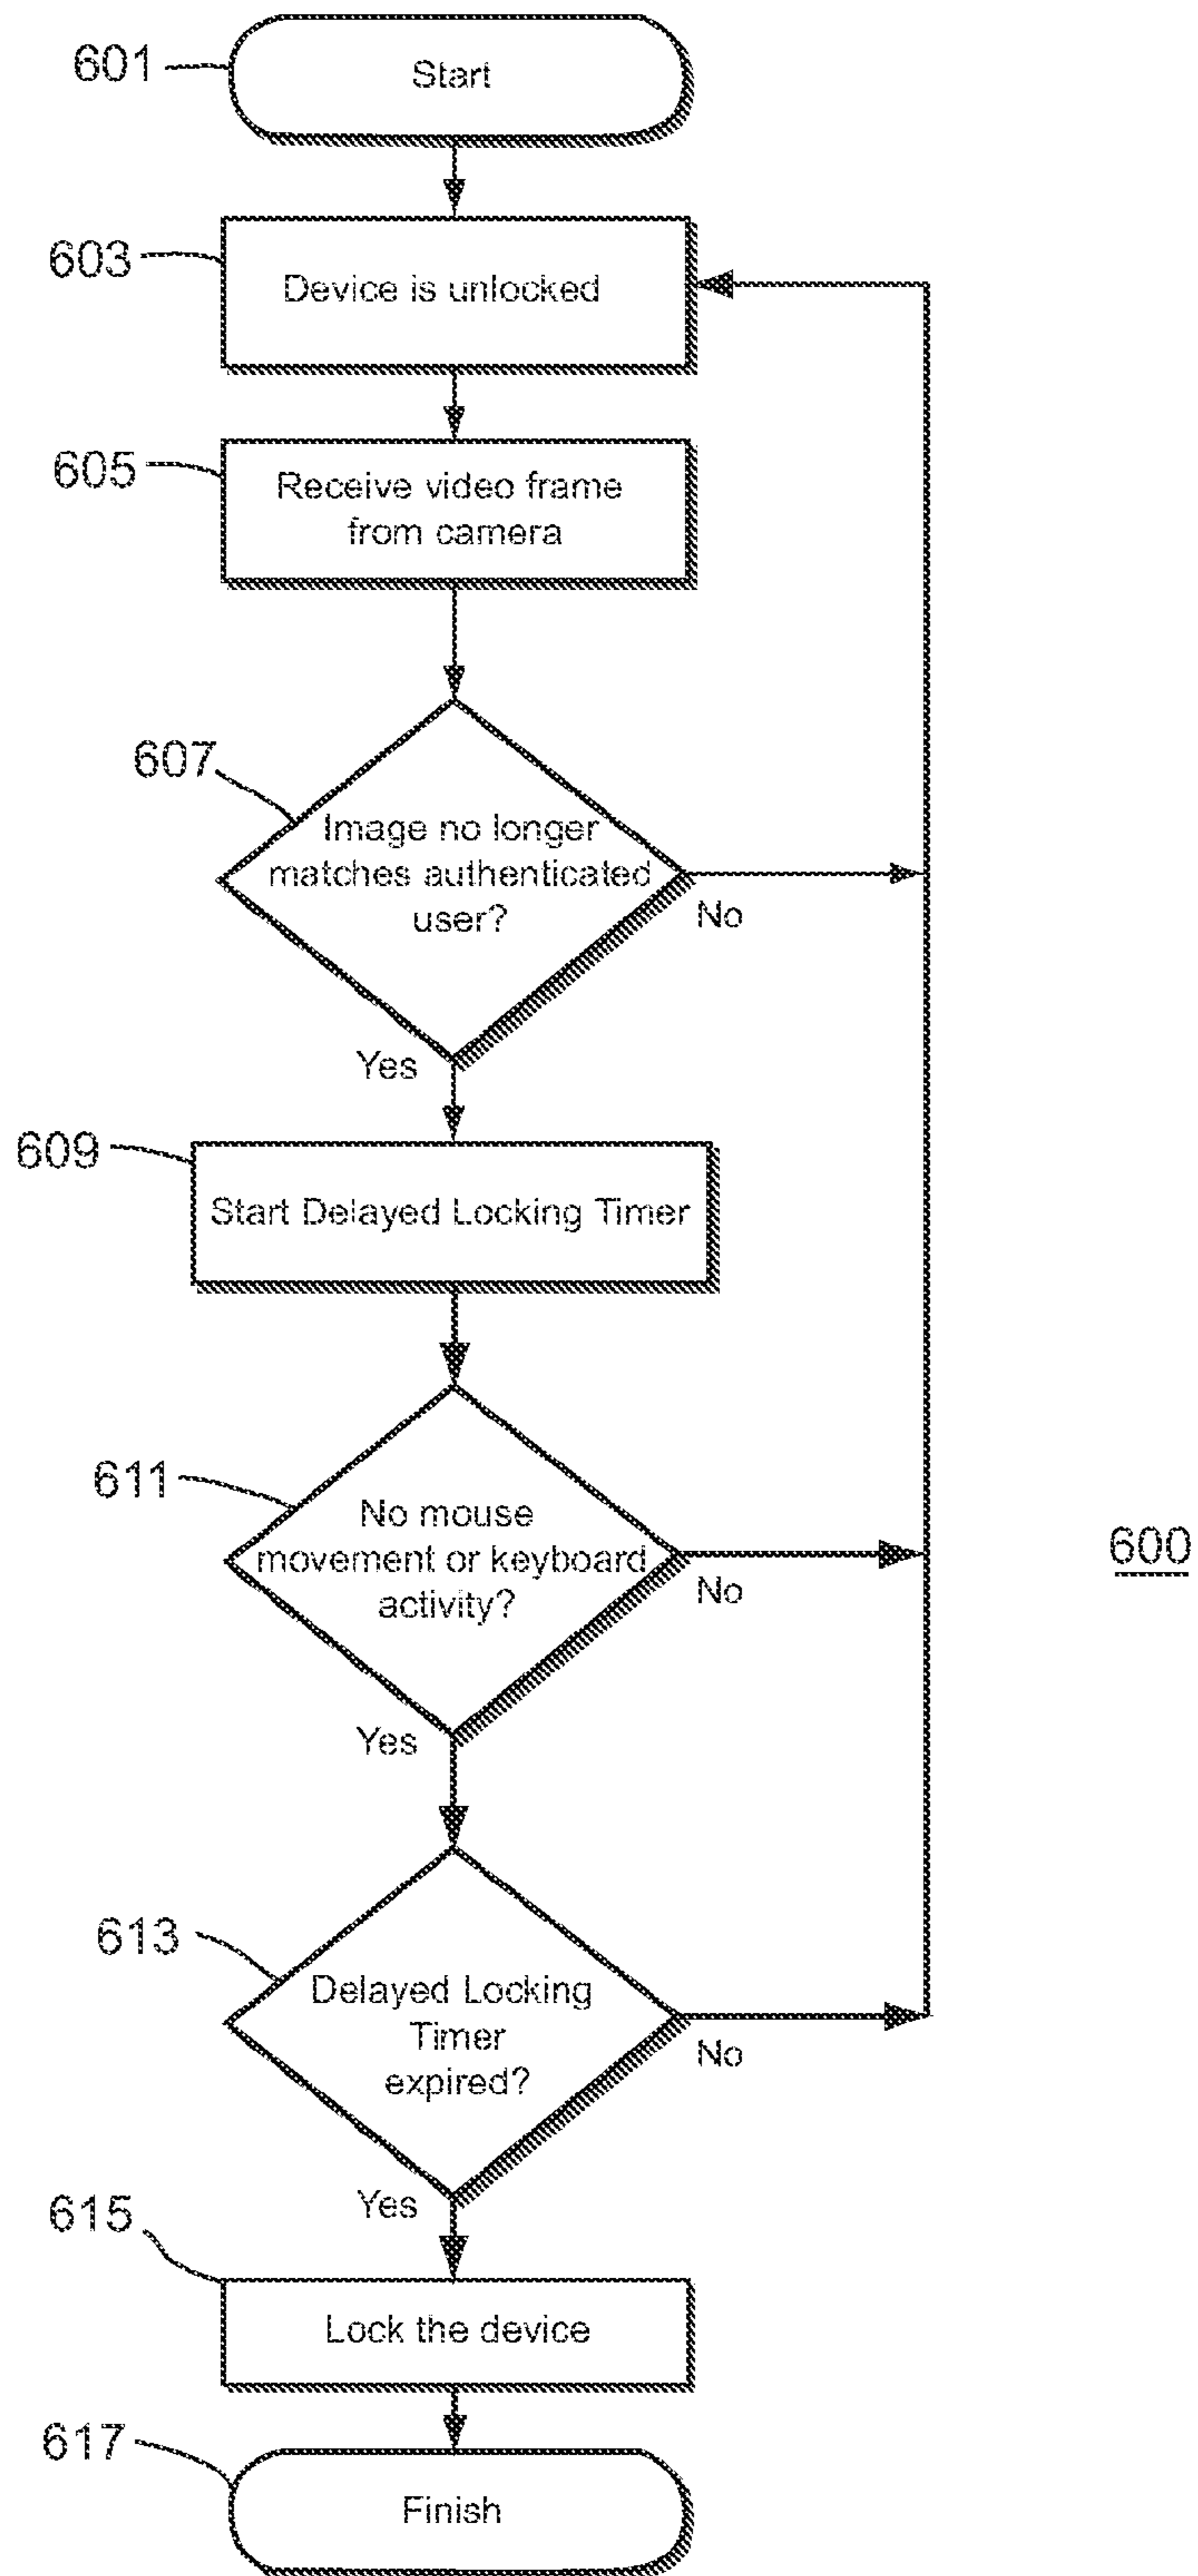 601
Start
603
Device is unlocked
605
Receive video frame
from camera
607
Image no longer
matches authenticated
user?
No
Yes
609
Start Delayed Locking Timer
611
No mouse
movement or keyboard
activity?
No
600
Yes
613
Delayed Locking
Timer
expired?
No
Yes
615
Lock the device
617
Finish